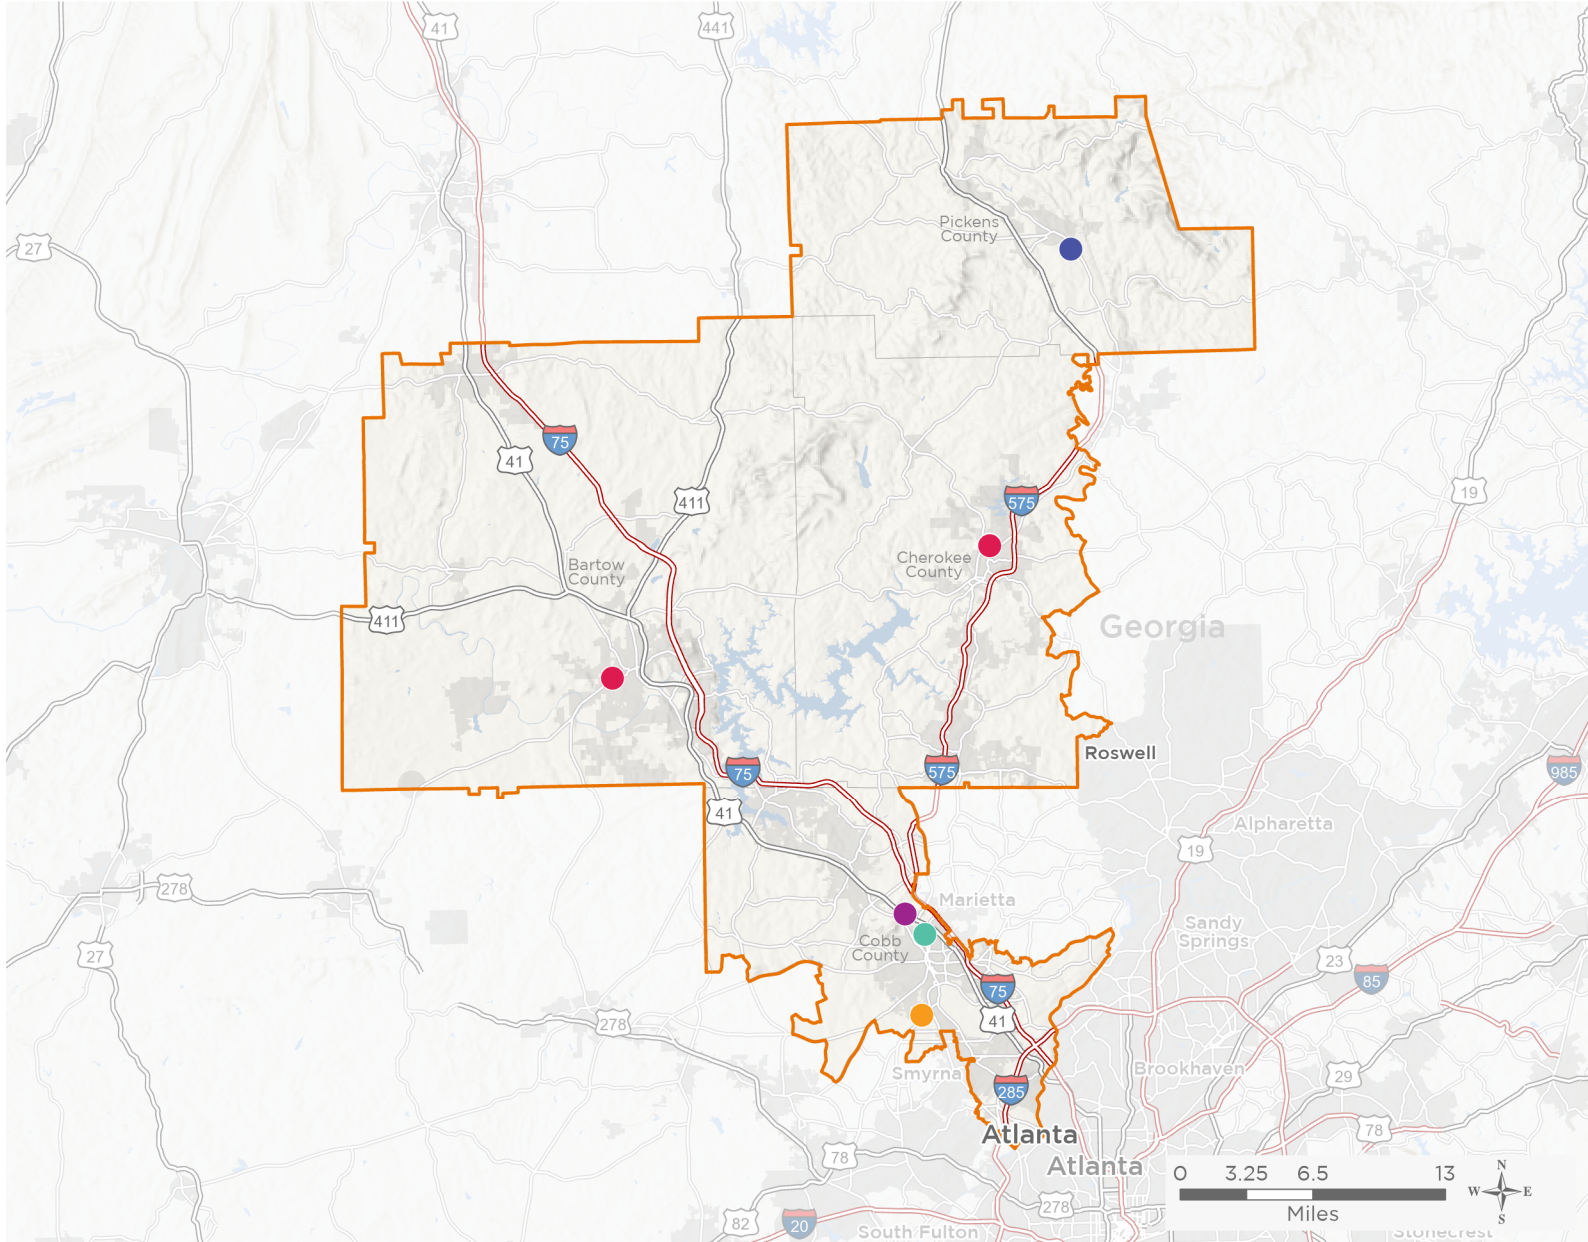 41
441
27
Pickens
County
75
41
411
19
575
Cherokee
County
Bartow
County
411
Georgia
Roswell
75
575
985
41
Alpharetta
19
278
Marietta
Sandy
Springs
Cobb
County
27
23
85
75
41
278
Smyrna
Brookhaven
29
285
Atlanta
78
78
Atlanta
0 3.25 6.5 13
Miles
N
W E
S
278
82
20
South Fulton
Stonecrest